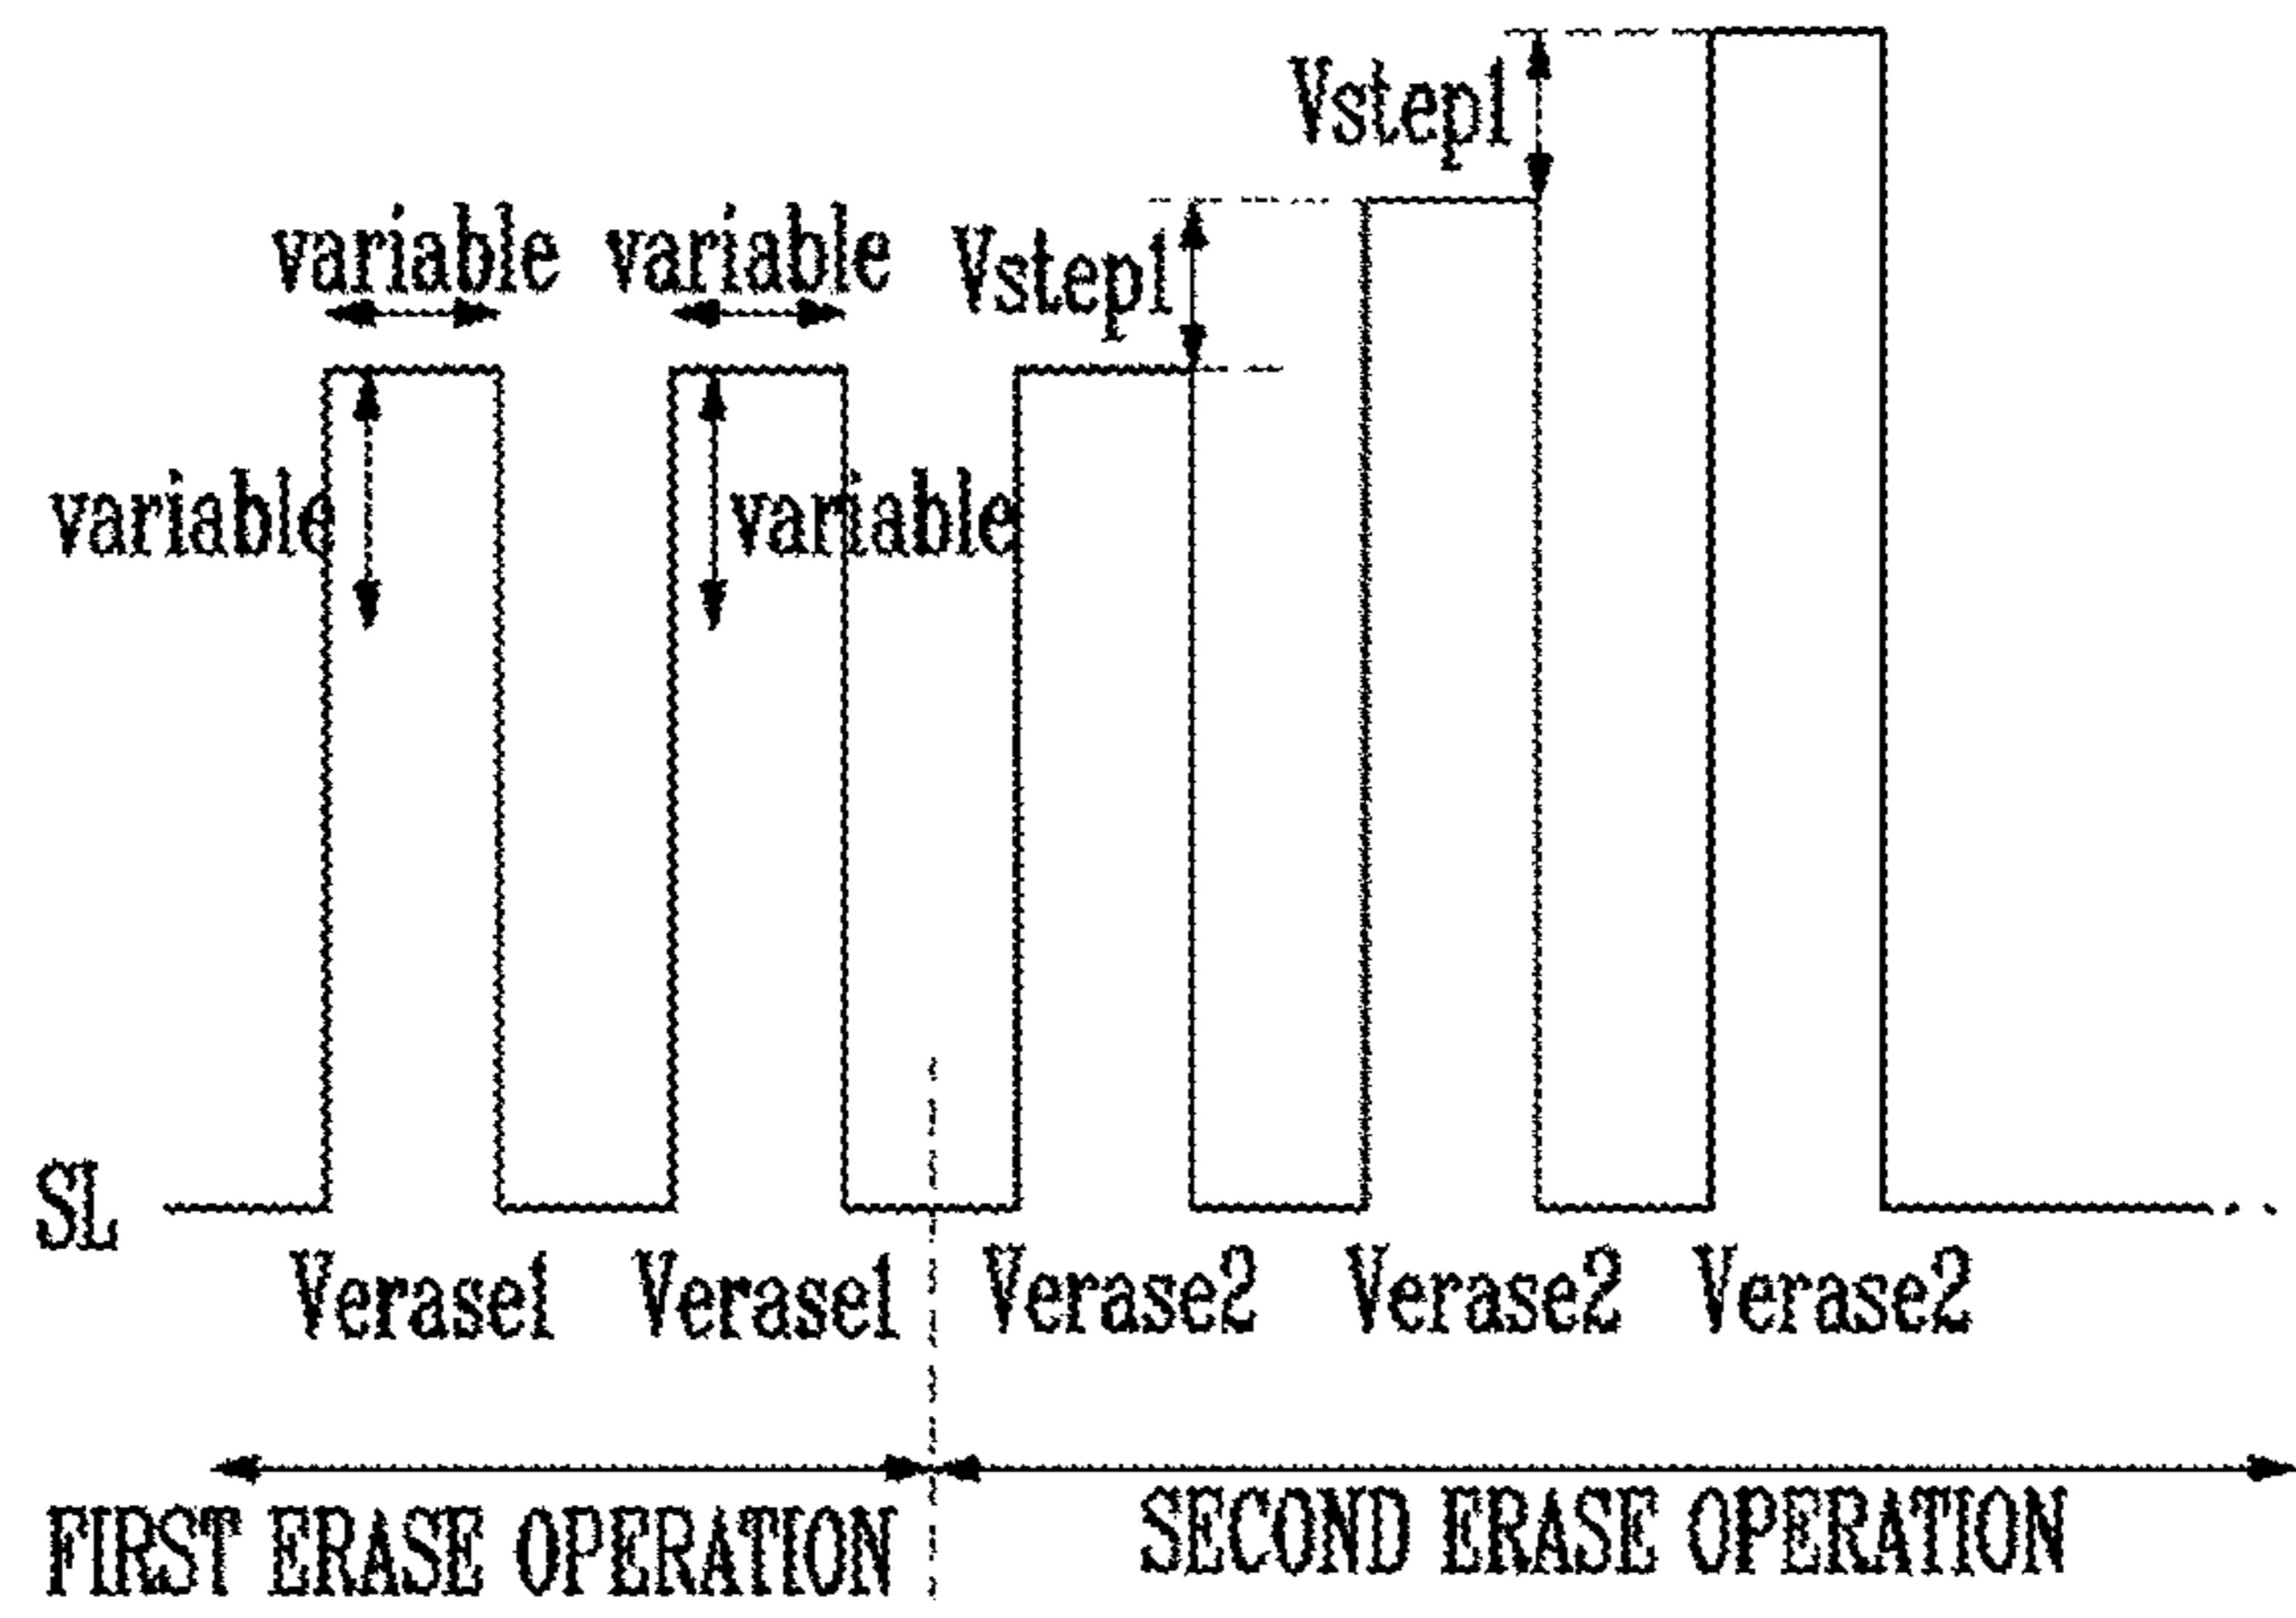 Vstep1
variable variable Vstep1
variable variable
SL
Verase1 Verase1 Verase2 Verase2 Verase2
FIRST ERASE OPERATION SECOND ERASE OPERATION